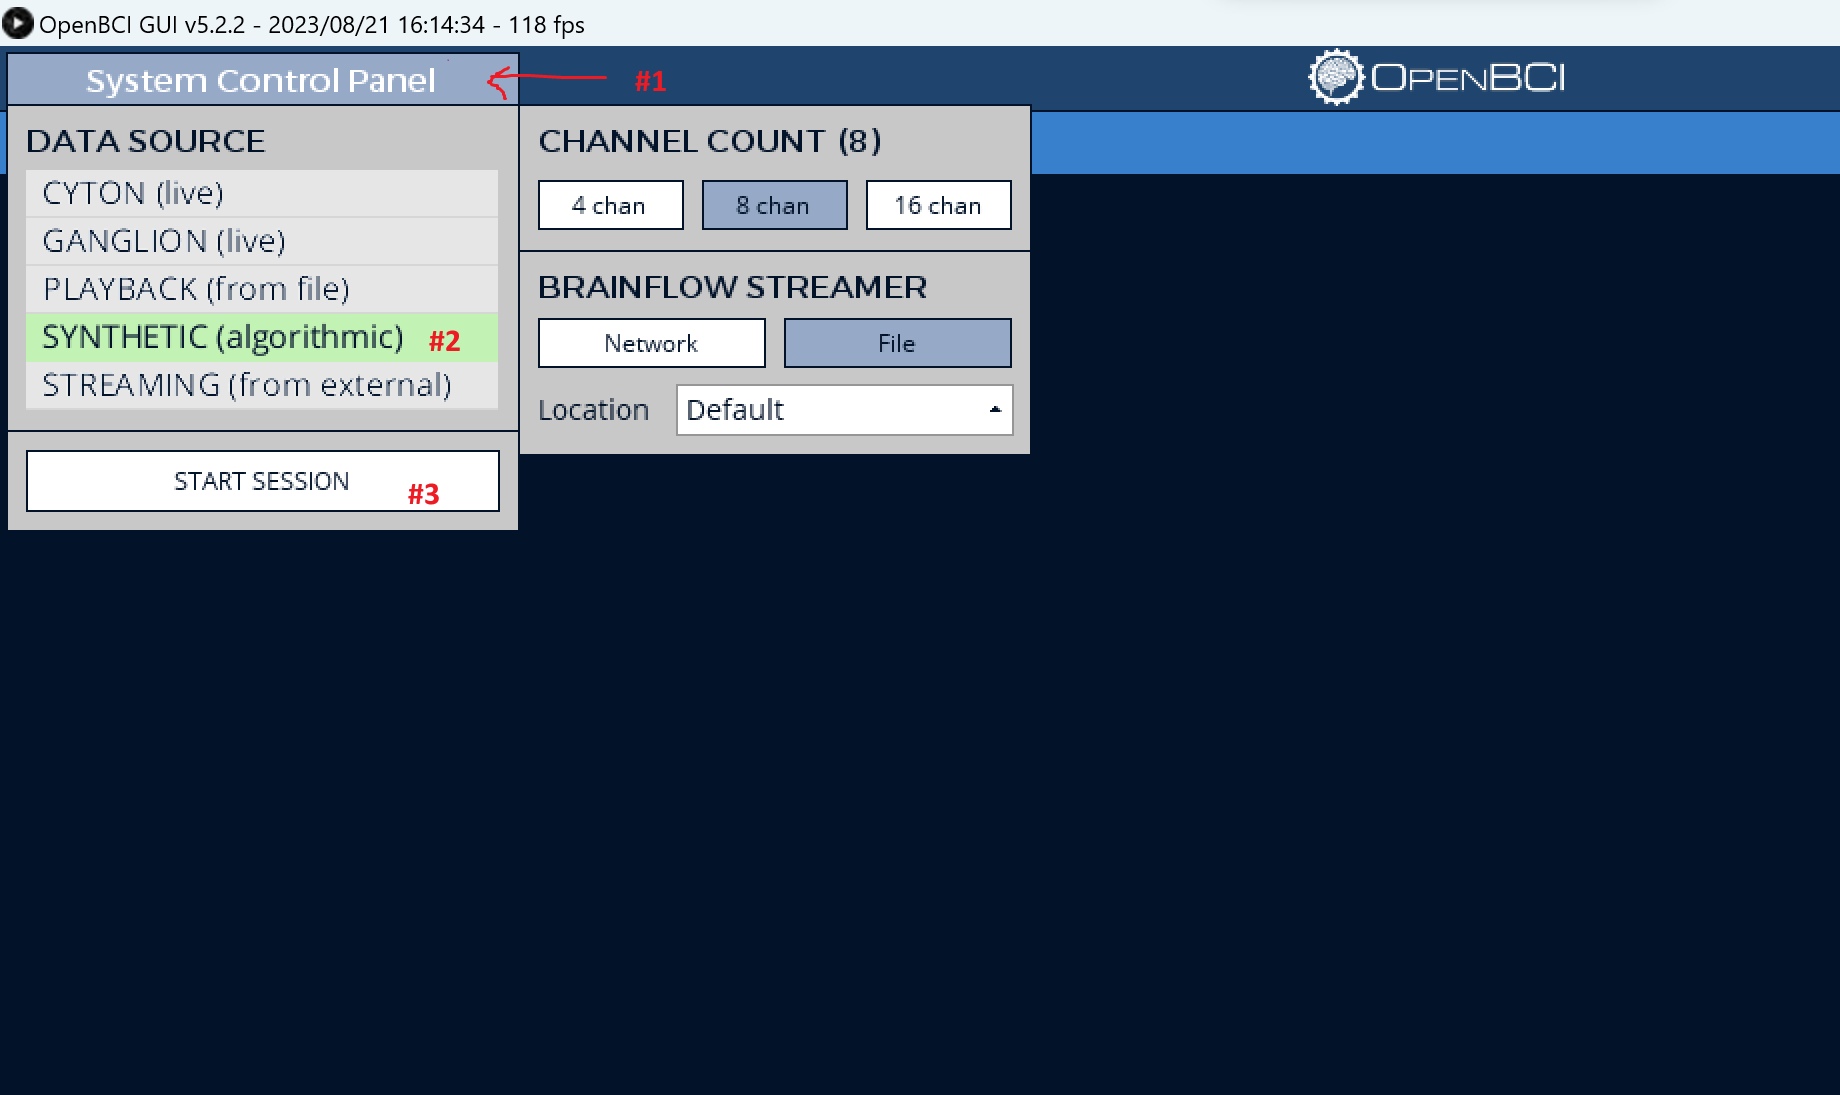 OpenBCI GUI v5.2.2 - 2023/08/21 16:14:34 - 118 fps
System Control Panel
#1
OPENBCI
DATA SOURCE
CYTON (live)
GANGLION (live)
PLAYBACK (from file)
SYNTHETIC (algorithmic) #2
STREAMING (from external)
START SESSION
#3
CHANNEL COUNT (8)
4 chan 8 chan 16 chan
BRAINFLOW STREAMER
Network File
Location Default